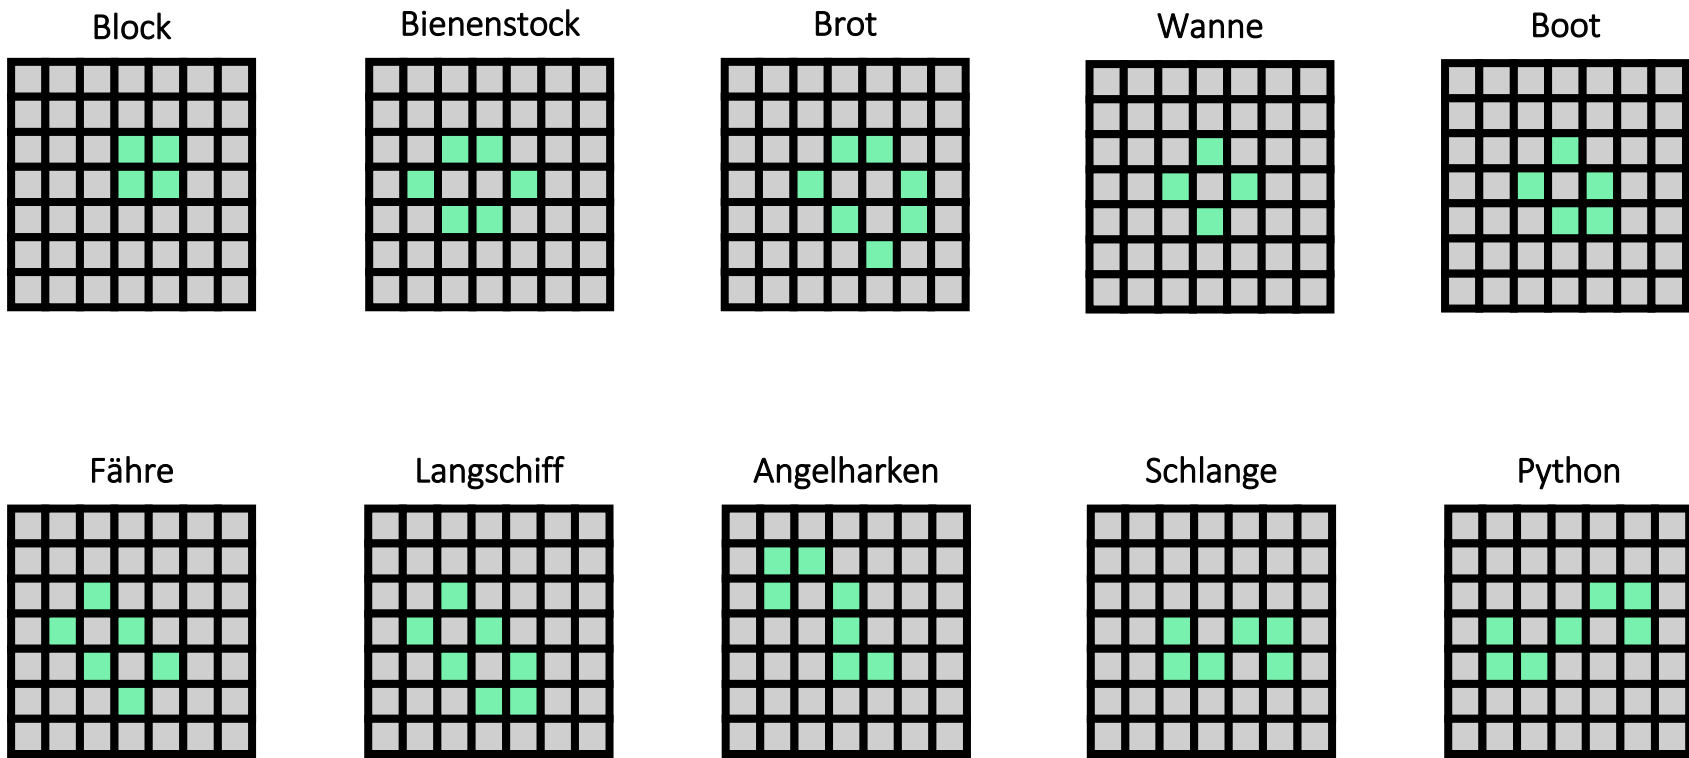 Block
Bienenstock
Brot
Wanne
Boot
Fähre
Langschiff
Angelharken
Schlange
Python